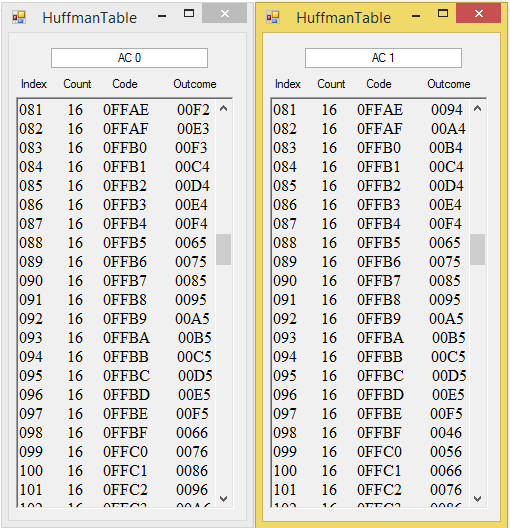 HuffmanTable
AC 0
Index Count Code Outcome
081 16 0FFAE 00F2
082 16 0FFAF 00E3
083 16 0FFB0 00F3
084 16 0FFB1 00C4
085 16 0FFB2 00D4
086 16 0FFB3 00E4
087 16 0FFB4 00F4
088 16 0FFB5 0065
089 16 0FFB6 0075
090 16 0FFB7 0085
091 16 0FFB8 0095
092 16 0FFB9 00A5
093 16 0FFBA 00B5
094 16 0FFBB 00C5
095 16 0FFBC 00D5
096 16 0FFBD 00E5
097 16 0FFBE 00F5
098 16 0FFBF 0066
099 16 0FFC0 0076
100 16 0FFC1 0086
101 16 0FFC2 0096
102 16 0FFC3 00A6
HuffmanTable
AC 1
Index Count Code Outcome
081 16 0FFAE 0094
082 16 0FFAF 00A4
083 16 0FFB0 00B4
084 16 0FFB1 00C4
085 16 0FFB2 00D4
086 16 0FFB3 00E4
087 16 0FFB4 00F4
088 16 0FFB5 0065
089 16 0FFB6 0075
090 16 0FFB7 0085
091 16 0FFB8 0095
092 16 0FFB9 00A5
093 16 0FFBA 00B5
094 16 0FFBB 00C5
095 16 0FFBC 00D5
096 16 0FFBD 00E5
097 16 0FFBE 00F5
098 16 0FFBF 0046
099 16 0FFC0 0056
100 16 0FFC1 0066
101 16 0FFC2 0076
102 16 0FFC3 0086